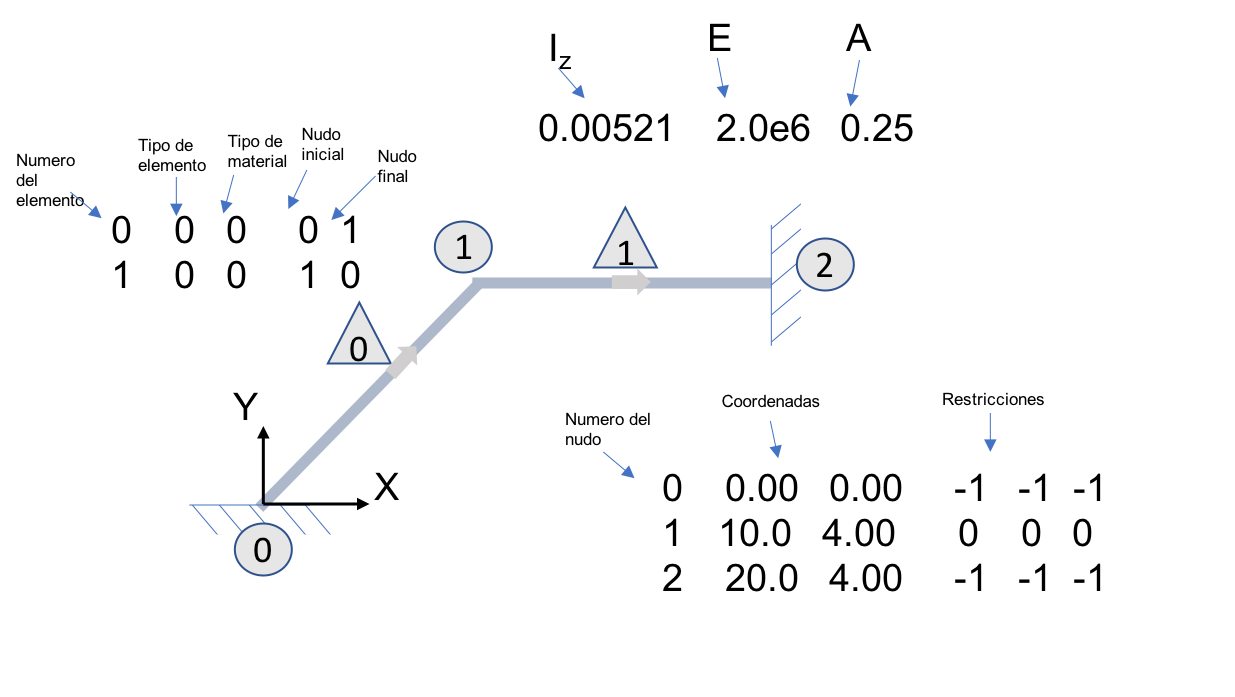 I_z E A
0.00521 2.0e6 0.25
Numero
del
elemento
Tipo de
elemento
Tipo de
material
Nudo
inicial
Nudo
final
0 0 0 0 1
1 0 0 1 0
1
1
2
0
Y
X
0
Numero del
nudo
Coordenadas
Restricciones
0 0.00 0.00 -1 -1 -1
1 10.0 4.00 0 0 0
2 20.0 4.00 -1 -1 -1